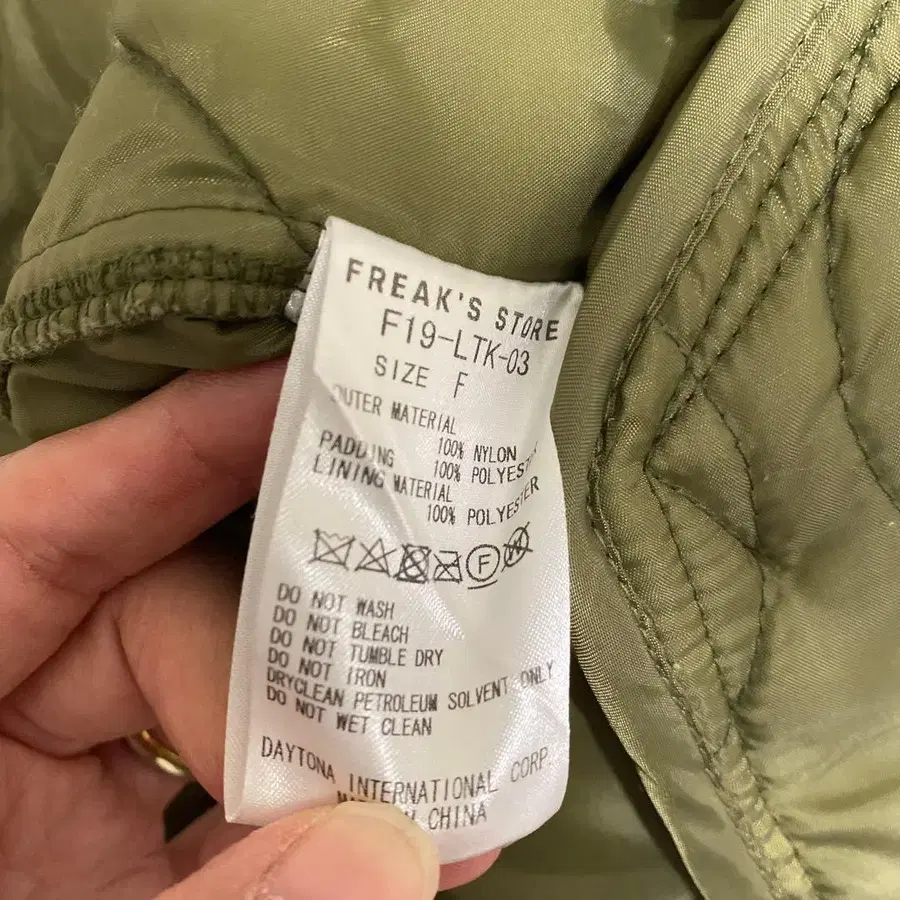 FREAK'S STORE
F19-LTK-03
SIZE F
OUTER MATERIAL
100% NYLON
PADDING 100% POLYESTER
LINING MATERIAL
100% POLYESTER
F W
DO NOT WASH
DO NOT BLEACH
DO NOT TUMBLE DRY
DO NOT IRON
DRYCLEAN PETROLEUM SOLVENT ONLY
DO NOT WET CLEAN
DAYTONA INTERNATIONAL CORP.
CHINA